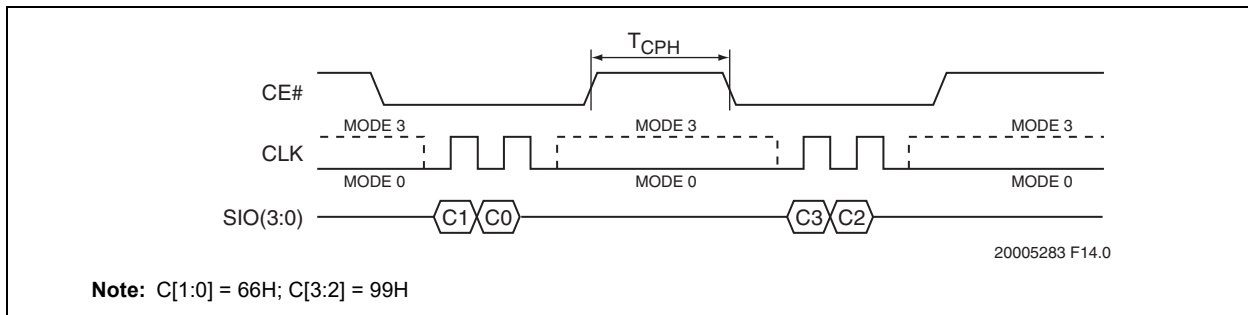 TCPH
CE#
MODE 3 MODE 3 MODE 3
CLK
MODE 0 MODE 0 MODE 0
SIO(3:0) C1 C0 C3 C2
20005283 F14.0
Note: C[1:0] = 66H; C[3:2] = 99H